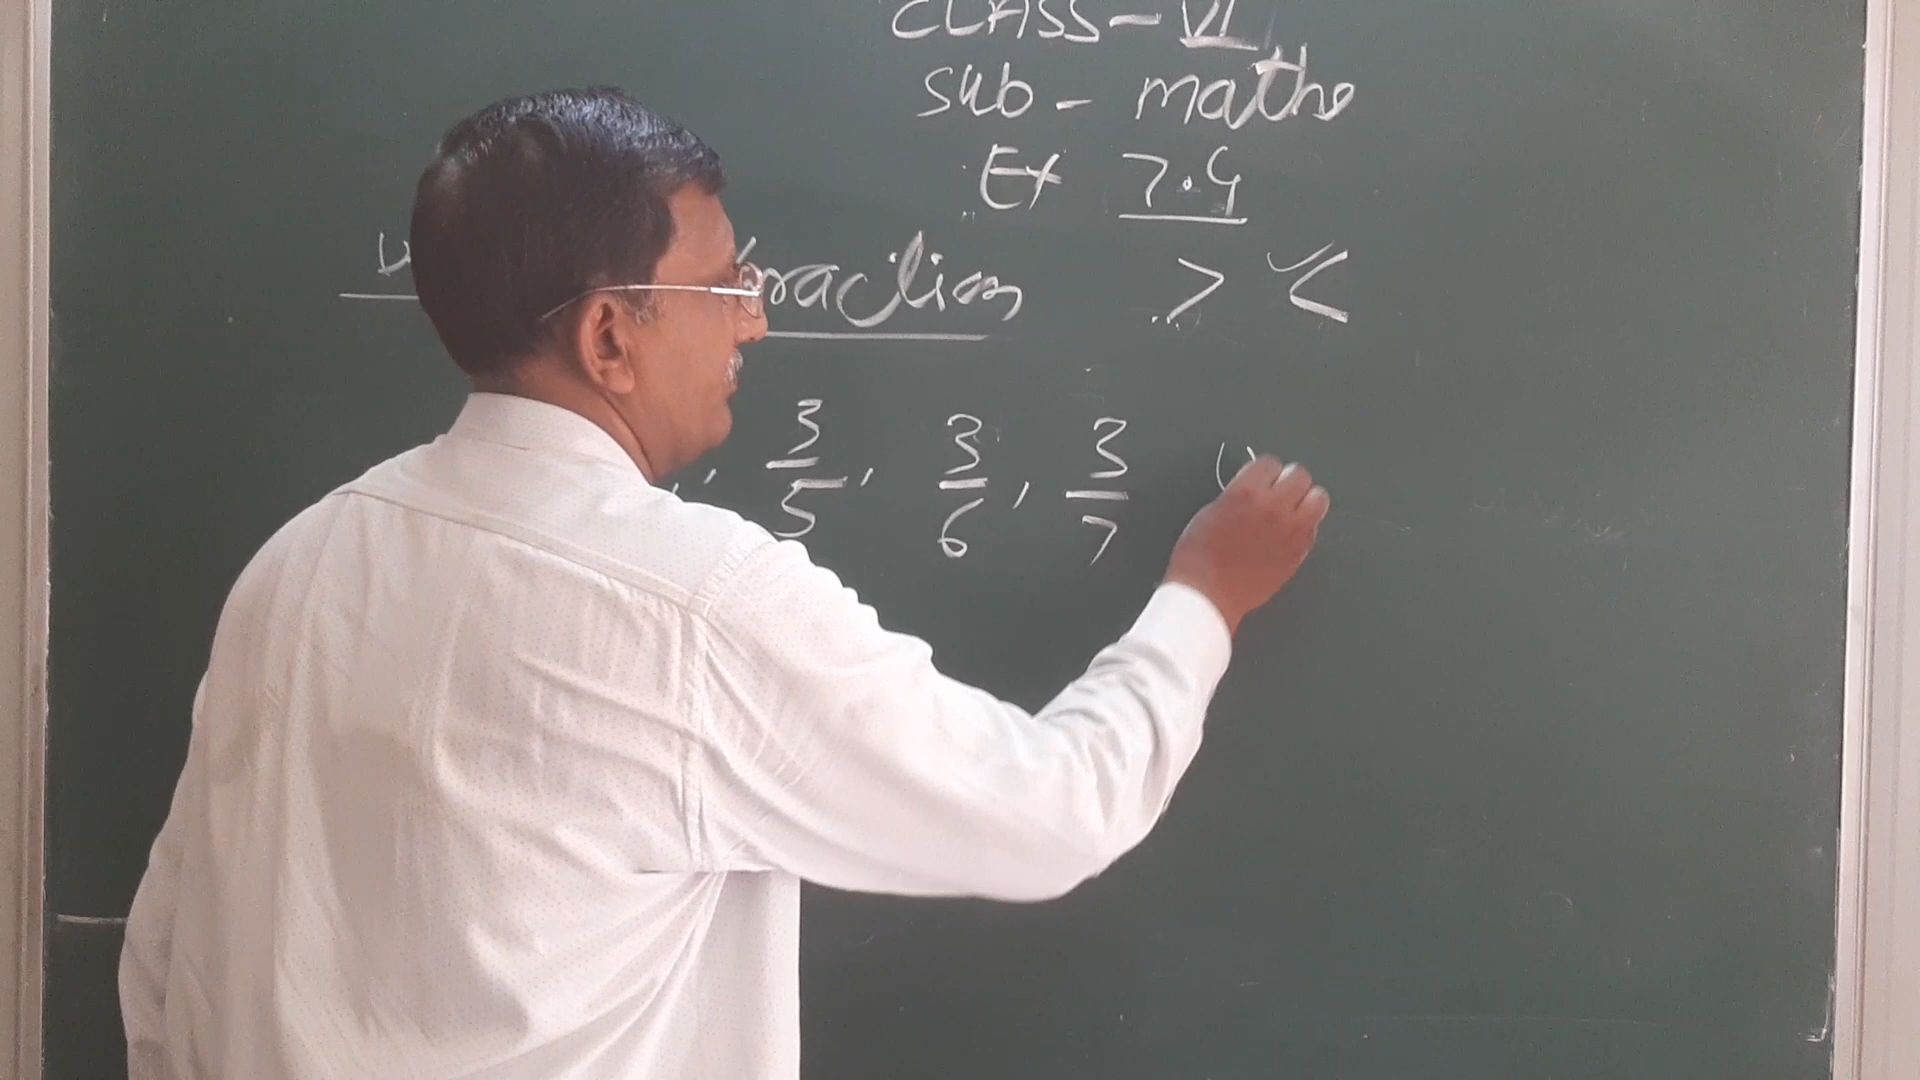 CLASS - VI
Sub - maths
Ex 7.4
fraction > <
, 3/5, 3/6, 3/7